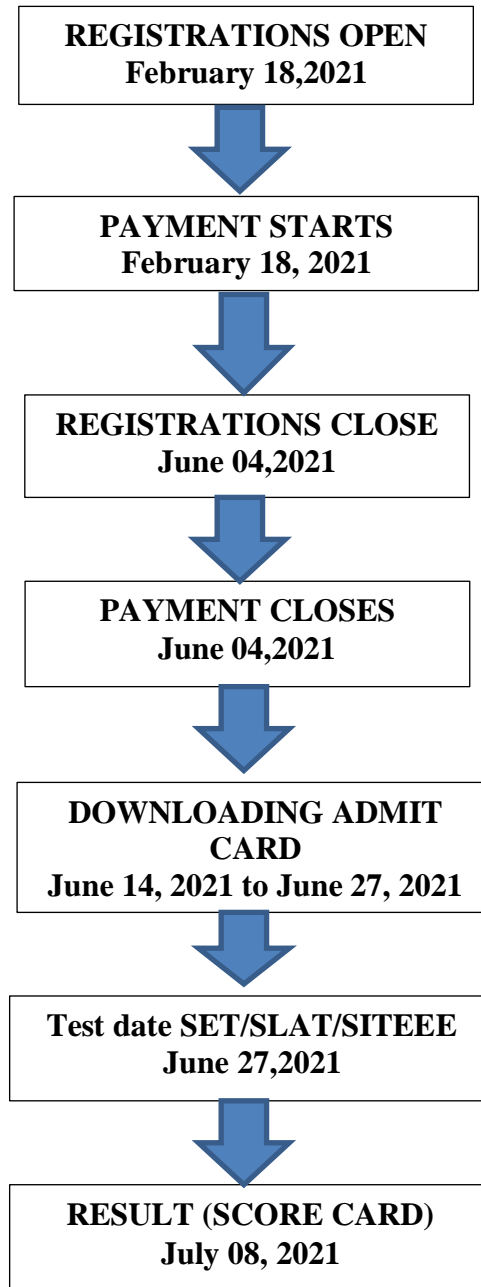 REGISTRATIONS OPEN
February 18,2021
PAYMENT STARTS
February 18, 2021
REGISTRATIONS CLOSE
June 04,2021
PAYMENT CLOSES
June 04,2021
DOWNLOADING ADMIT
CARD
June 14, 2021 to June 27, 2021
Test date SET/SLAT/SITEEE
June 27,2021
RESULT (SCORE CARD)
July 08, 2021